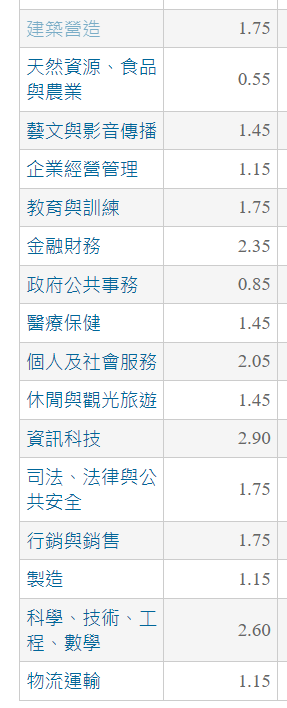 建築營造 1.75
天然資源、食品
與農業 0.55
藝文與影音傳播 1.45
企業經營管理 1.15
教育與訓練 1.75
金融財務 2.35
政府公共事務 0.85
醫療保健 1.45
個人及社會服務 2.05
休閒與觀光旅遊 1.45
資訊科技 2.90
司法、法律與公
共安全 1.75
行銷與銷售 1.75
製造 1.15
科學、技術、工
程、數學 2.60
物流運輸 1.15